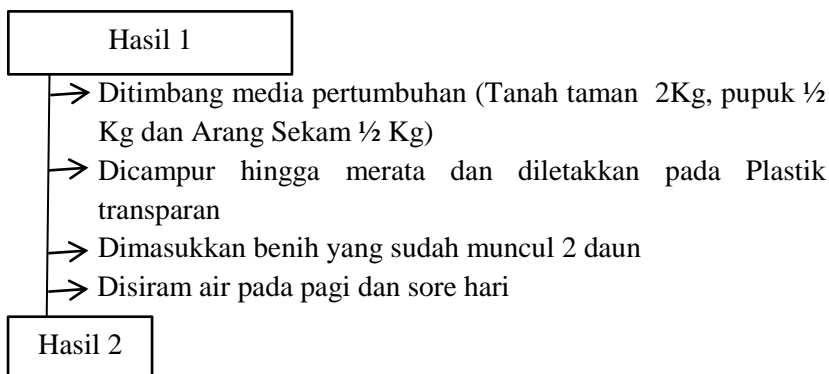 Hasil 1
Ditimbang media pertumbuhan (Tanah taman 2Kg, pupuk ½
Kg dan Arang Sekam ½ Kg)
Dicampur hingga merata dan diletakkan pada Plastik
transparan
Dimasukkan benih yang sudah muncul 2 daun
Disiram air pada pagi dan sore hari
Hasil 2